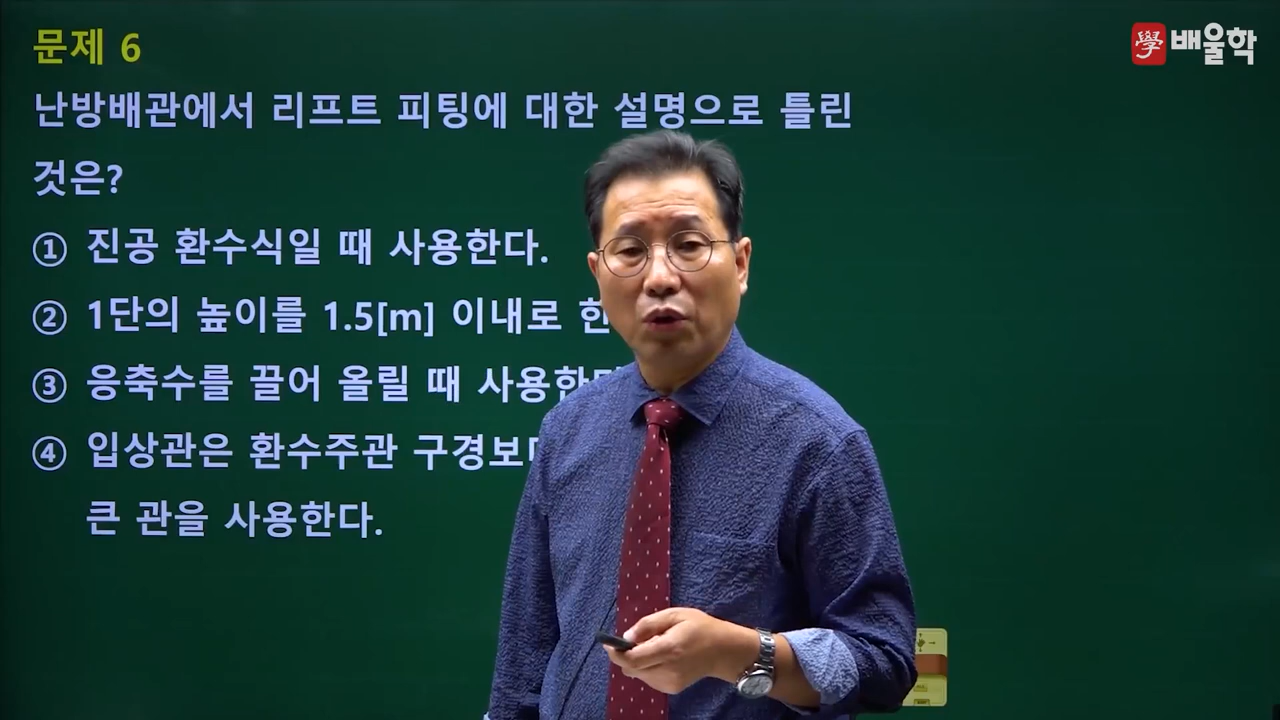 문제 6
學 배울학
난방배관에서 리프트 피팅에 대한 설명으로 틀린
것은?
① 진공 환수식일 때 사용한다.
② 1단의 높이를 1.5[m] 이내로
③ 응축수를 끌어 올릴 때
④ 입상관은 환수주관
큰 관을 사용한다.